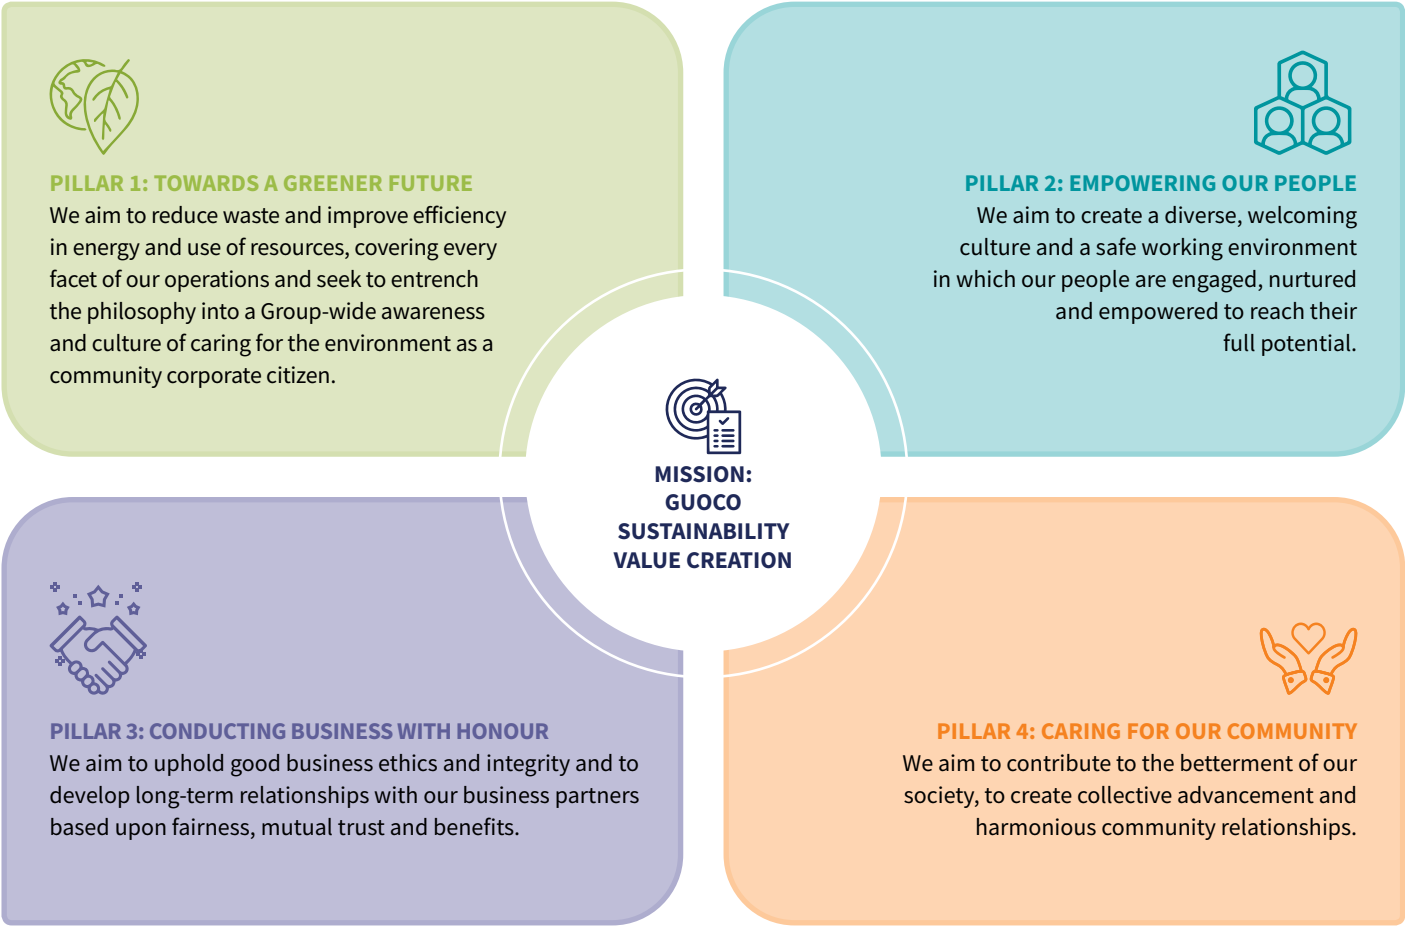 PILLAR 1: TOWARDS A GREENER FUTURE
We aim to reduce waste and improve efficiency
in energy and use of resources, covering every
facet of our operations and seek to entrench
the philosophy into a Group-wide awareness
and culture of caring for the environment as a
community corporate citizen.
PILLAR 2: EMPOWERING OUR PEOPLE
We aim to create a diverse, welcoming
culture and a safe working environment
in which our people are engaged, nurtured
and empowered to reach their
full potential.
MISSION:
GUOCO
SUSTAINABILITY
VALUE CREATION
PILLAR 3: CONDUCTING BUSINESS WITH HONOUR
We aim to uphold good business ethics and integrity and to
develop long-term relationships with our business partners
based upon fairness, mutual trust and benefits.
PILLAR 4: CARING FOR OUR COMMUNITY
We aim to contribute to the betterment of our
society, to create collective advancement and
harmonious community relationships.